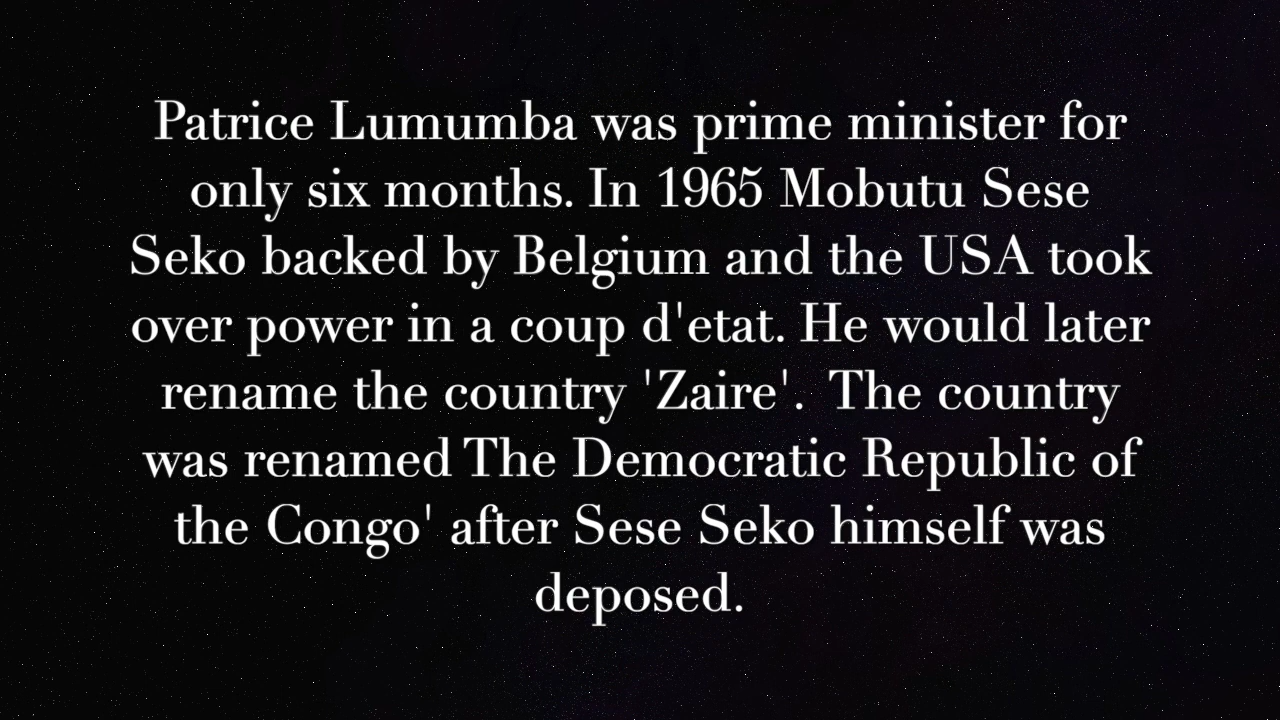 Patrice Lumumba was prime minister for
only six months. In 1965 Mobutu Sese
Seko backed by Belgium and the USA took
over power in a coup d'etat. He would later
rename the country 'Zaire'.  The country
was renamed The Democratic Republic of
the Congo' after Sese Seko himself was
deposed.